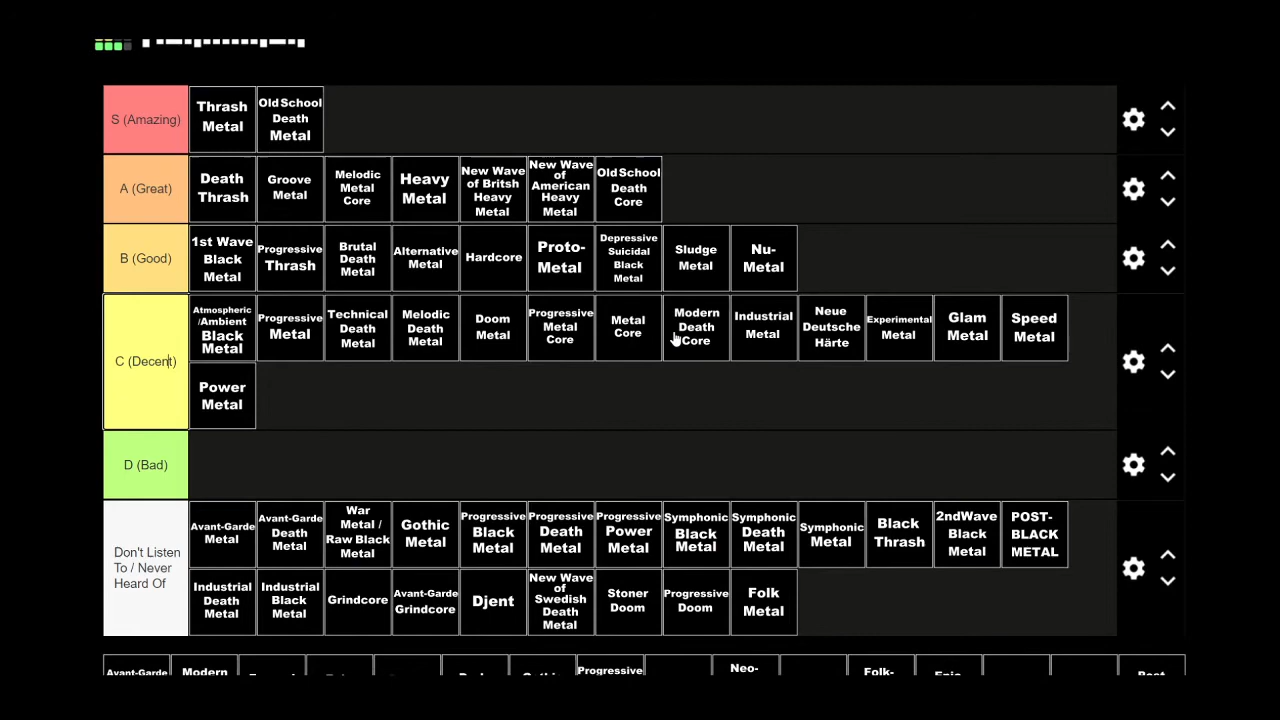 S (Amazing)
Thrash
Metal
Old School
Death
Metal
A (Great)
Death
Thrash
Groove
Metal
Melodic
Metal
Core
Heavy
Metal
New Wave
of Britsh
Heavy
Metal
New Wave
of
American
Heavy
Metal
Old School
Death
Core
B (Good)
1st Wave
Black
Metal
Progressive
Thrash
Brutal
Death
Metal
Alternative
Metal
Hardcore
Proto-
Metal
Depressive
Suicidal
Black
Metal
Sludge
Metal
Nu-
Metal
C (Decent)
Atmospheric
/Ambient
Black
Metal
Progressive
Metal
Technical
Death
Metal
Melodic
Death
Metal
Doom
Metal
Progressive
Metal
Core
Metal
Core
Modern
Death
Core
Industrial
Metal
Neue
Deutsche
Härte
Experimental
Metal
Glam
Metal
Speed
Metal
Power
Metal
D (Bad)
Don't Listen
To / Never
Heard Of
Avant-Garde
Metal
Avant-Garde
Death
Metal
War
Metal /
Raw Black
Metal
Gothic
Metal
Progressive
Black
Metal
Progressive
Death
Metal
Progressive
Power
Metal
Symphonic
Black
Metal
Symphonic
Death
Metal
Symphonic
Metal
Black
Thrash
2ndWave
Black
Metal
POST-
BLACK
METAL
Industrial
Death
Metal
Industrial
Black
Metal
Grindcore
Avant-Garde
Grindcore
Djent
New Wave
of
Swedish
Death
Metal
Stoner
Doom
Progressive
Doom
Folk
Metal
Avant-Garde
Modern
Progressive
Neo-
Folk-